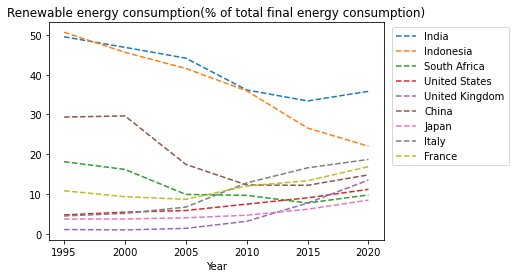 Renewable energy consumption(% of total final energy consumption)
50
40
30
20
10
0
1995
2000
2005
2010
2015
2020
Year
India
Indonesia
South Africa
United States
United Kingdom
China
Japan
Italy
France